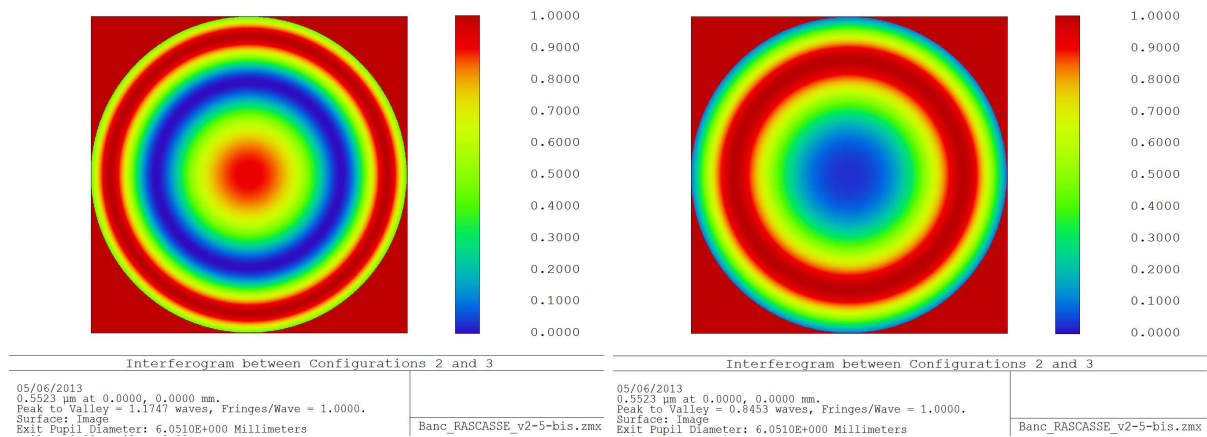 1.0000
0.9000
0.8000
0.7000
0.6000
0.5000
0.4000
0.3000
0.2000
0.1000
0.0000
Interferogram between Configurations 2 and 3
05/06/2013
0.5523 µm at 0.0000, 0.0000 mm.
Peak to Valley = 1.1747 waves, Fringes/Wave = 1.0000.
Surface: Image
Exit Pupil Diameter: 6.0510E+000 Millimeters
Banc_RASCASSE_v2-5-bis.zmx
1.0000
0.9000
0.8000
0.7000
0.6000
0.5000
0.4000
0.3000
0.2000
0.1000
0.0000
Interferogram between Configurations 2 and 3
05/06/2013
0.5523 µm at 0.0000, 0.0000 mm.
Peak to Valley = 0.8453 waves, Fringes/Wave = 1.0000.
Surface: Image
Exit Pupil Diameter: 6.0510E+000 Millimeters
Banc_RASCASSE_v2-5-bis.zmx